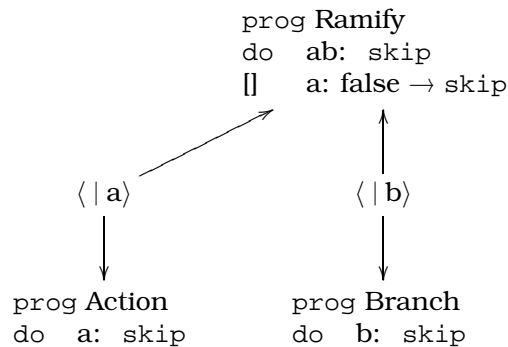 prog Ramify
do ab: skip
[] a: false → skip
⟨ | a⟩ ⟨ | b⟩
prog Action prog Branch
do a: skip do b: skip